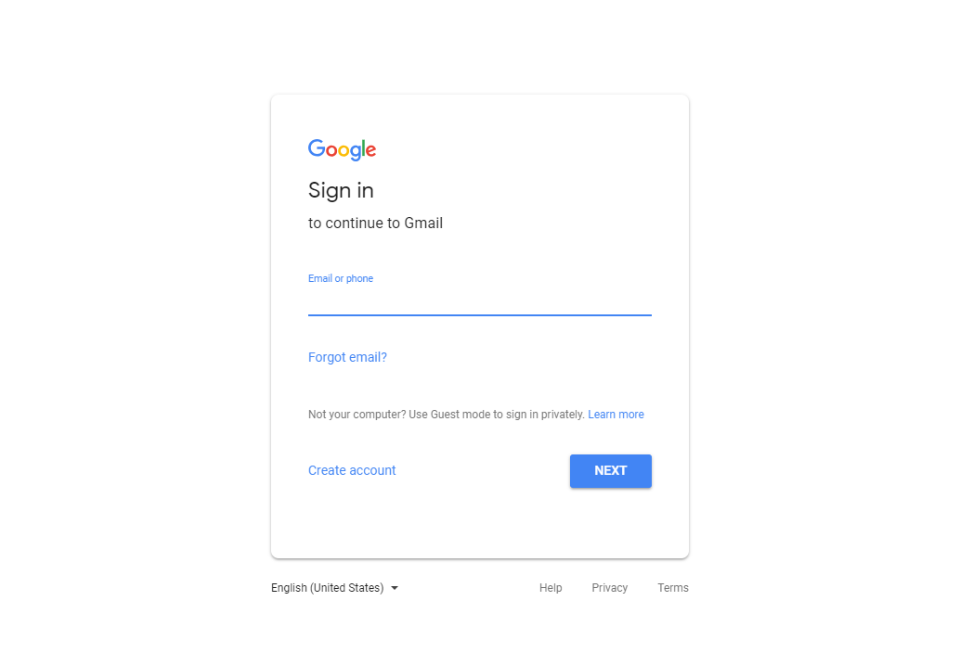 Google
Sign in
to continue to Gmail
Email or phone
Forgot email?
Not your computer? Use Guest mode to sign in privately. Learn more
Create account NEXT
English (United States) Help Privacy Terms